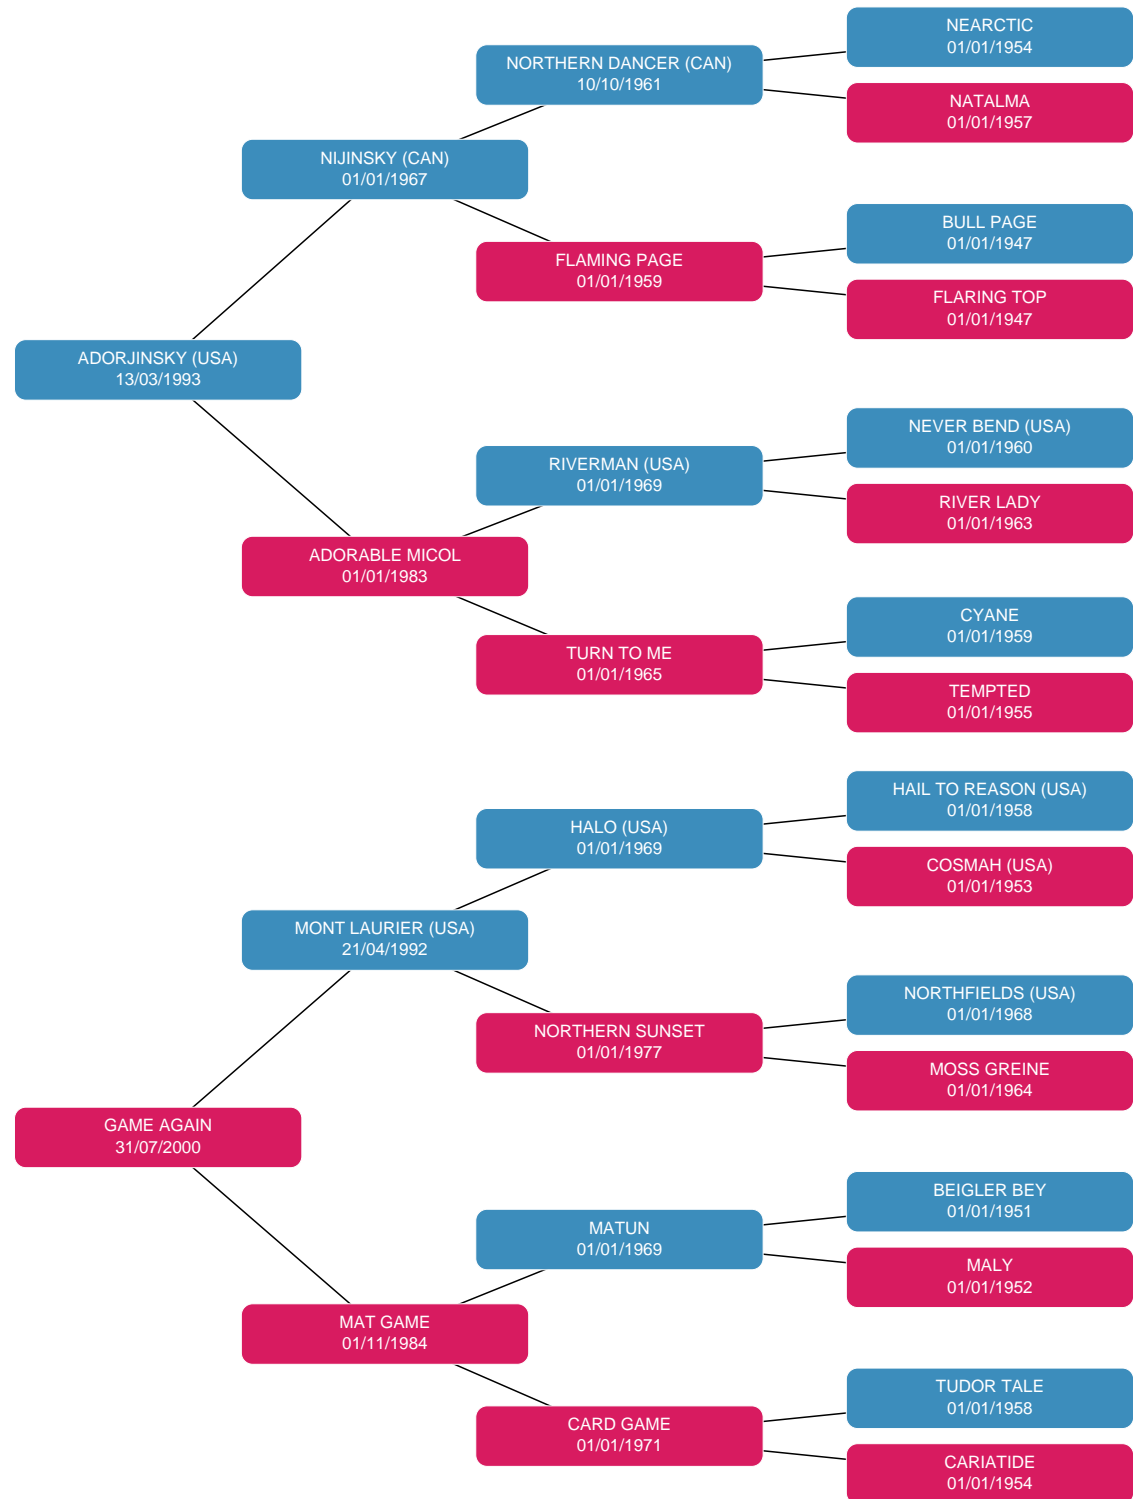 NEARCTIC
01/01/1954
NORTHERN DANCER (CAN)
10/10/1961
NATALMA
01/01/1957
NIJINSKY (CAN)
01/01/1967
BULL PAGE
01/01/1947
FLAMING PAGE
01/01/1959
FLARING TOP
01/01/1947
ADORJINSKY (USA)
13/03/1993
NEVER BEND (USA)
01/01/1960
RIVERMAN (USA)
01/01/1969
RIVER LADY
01/01/1963
ADORABLE MICOL
01/01/1983
CYANE
01/01/1959
TURN TO ME
01/01/1965
TEMPTED
01/01/1955
HAIL TO REASON (USA)
01/01/1958
HALO (USA)
01/01/1969
COSMAH (USA)
01/01/1953
MONT LAURIER (USA)
21/04/1992
NORTHFIELDS (USA)
01/01/1968
NORTHERN SUNSET
01/01/1977
MOSS GREINE
01/01/1964
GAME AGAIN
31/07/2000
BEIGLER BEY
01/01/1951
MATUN
01/01/1969
MALY
01/01/1952
MAT GAME
01/11/1984
TUDOR TALE
01/01/1958
CARD GAME
01/01/1971
CARIATIDE
01/01/1954